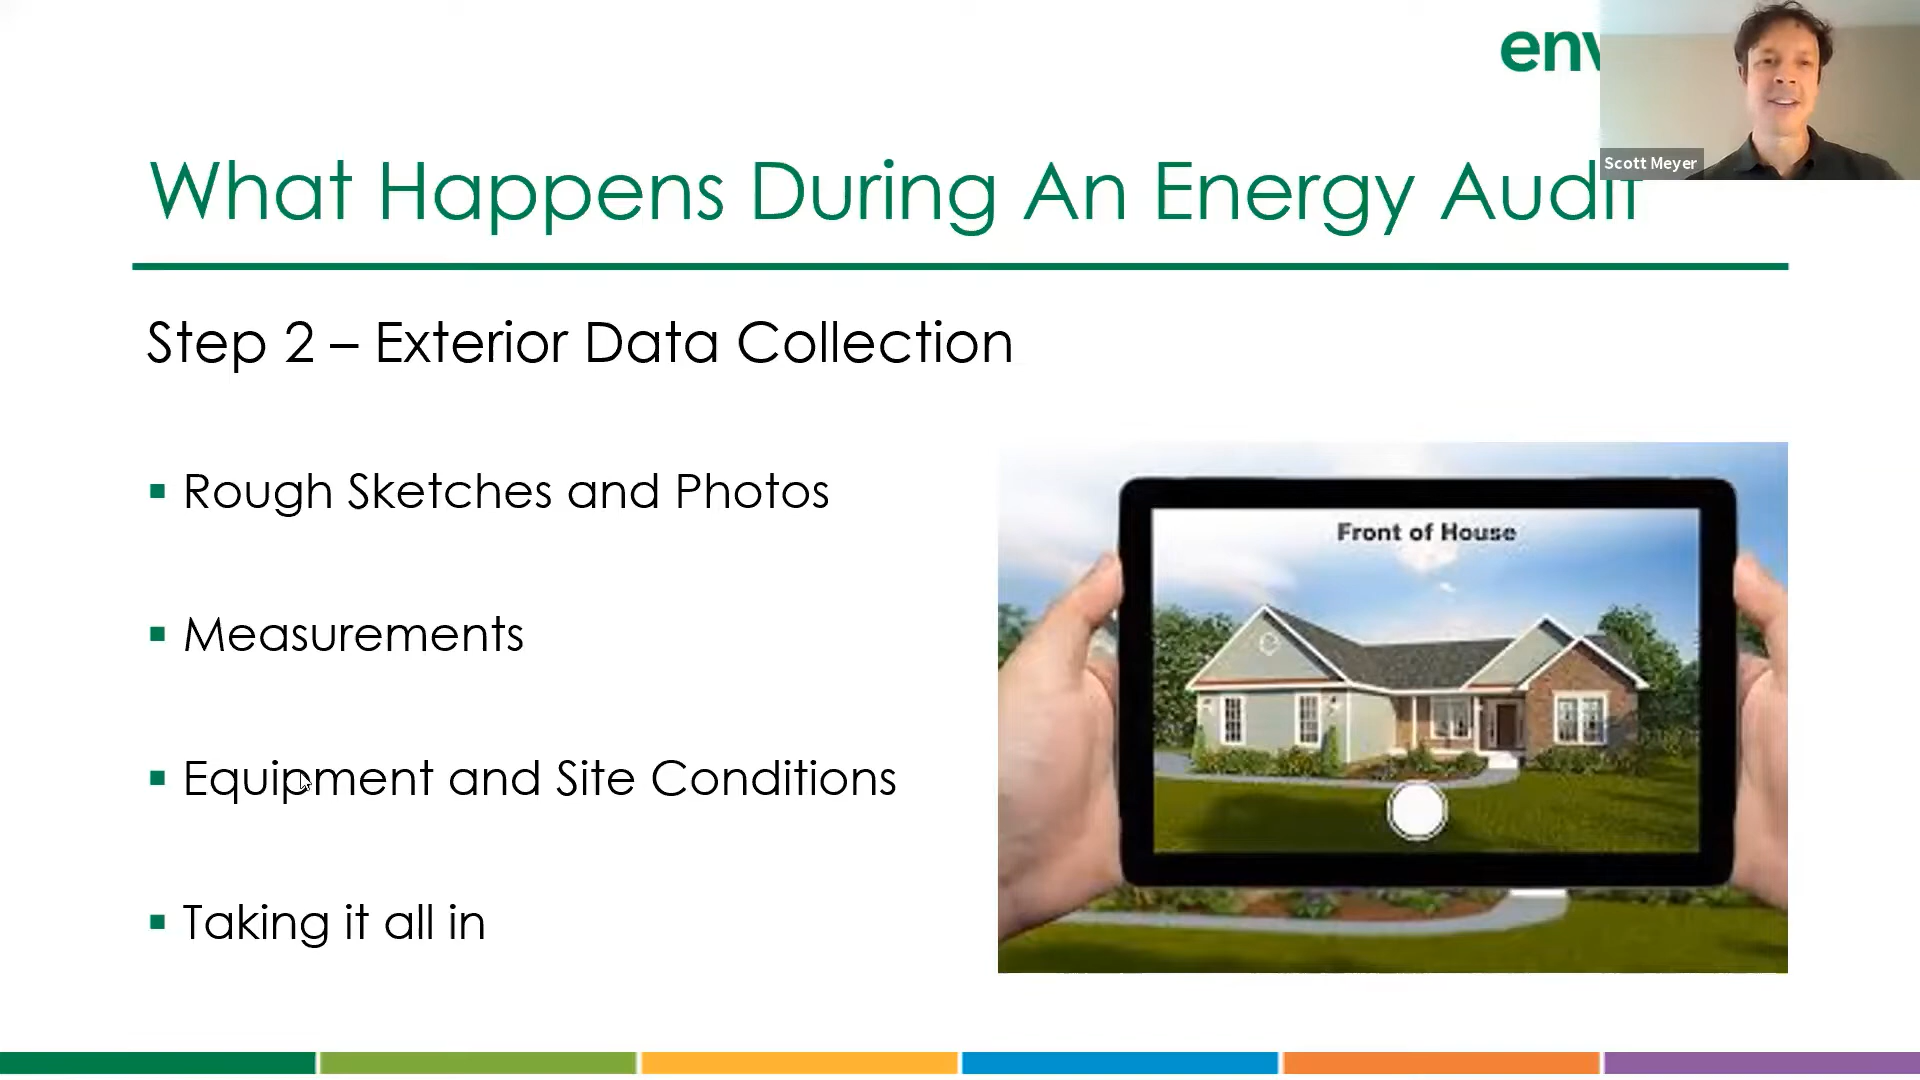 env
Scott Meyer
What Happens During An Energy Audit
Step 2 – Exterior Data Collection
Rough Sketches and Photos
Measurements
Equipment and Site Conditions
Taking it all in
Front of House